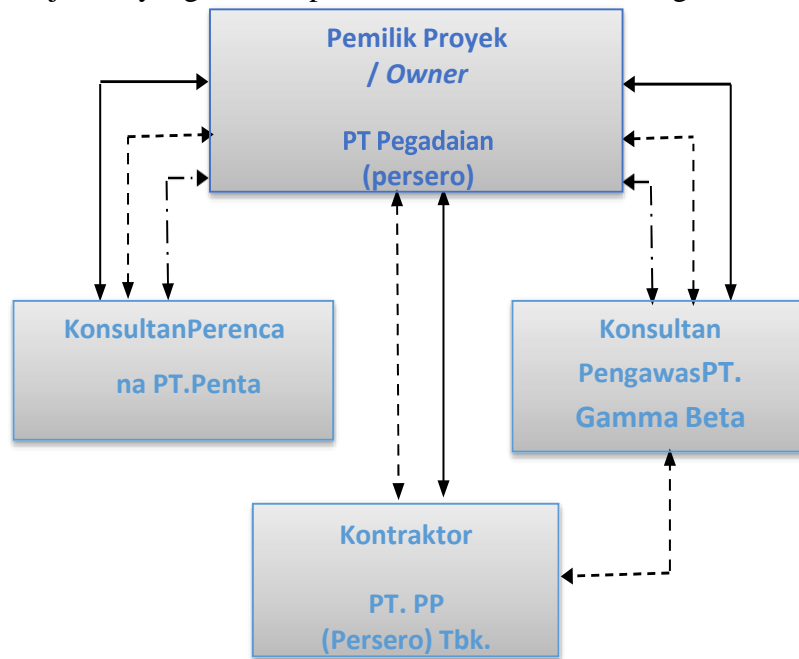 Pemilik Proyek
/ Owner
PT Pegadaian
(persero)
KonsultanPerenca
na PT.Penta
Konsultan
PengawasPT.
Gamma Beta
Kontraktor
PT. PP
(Persero) Tbk.